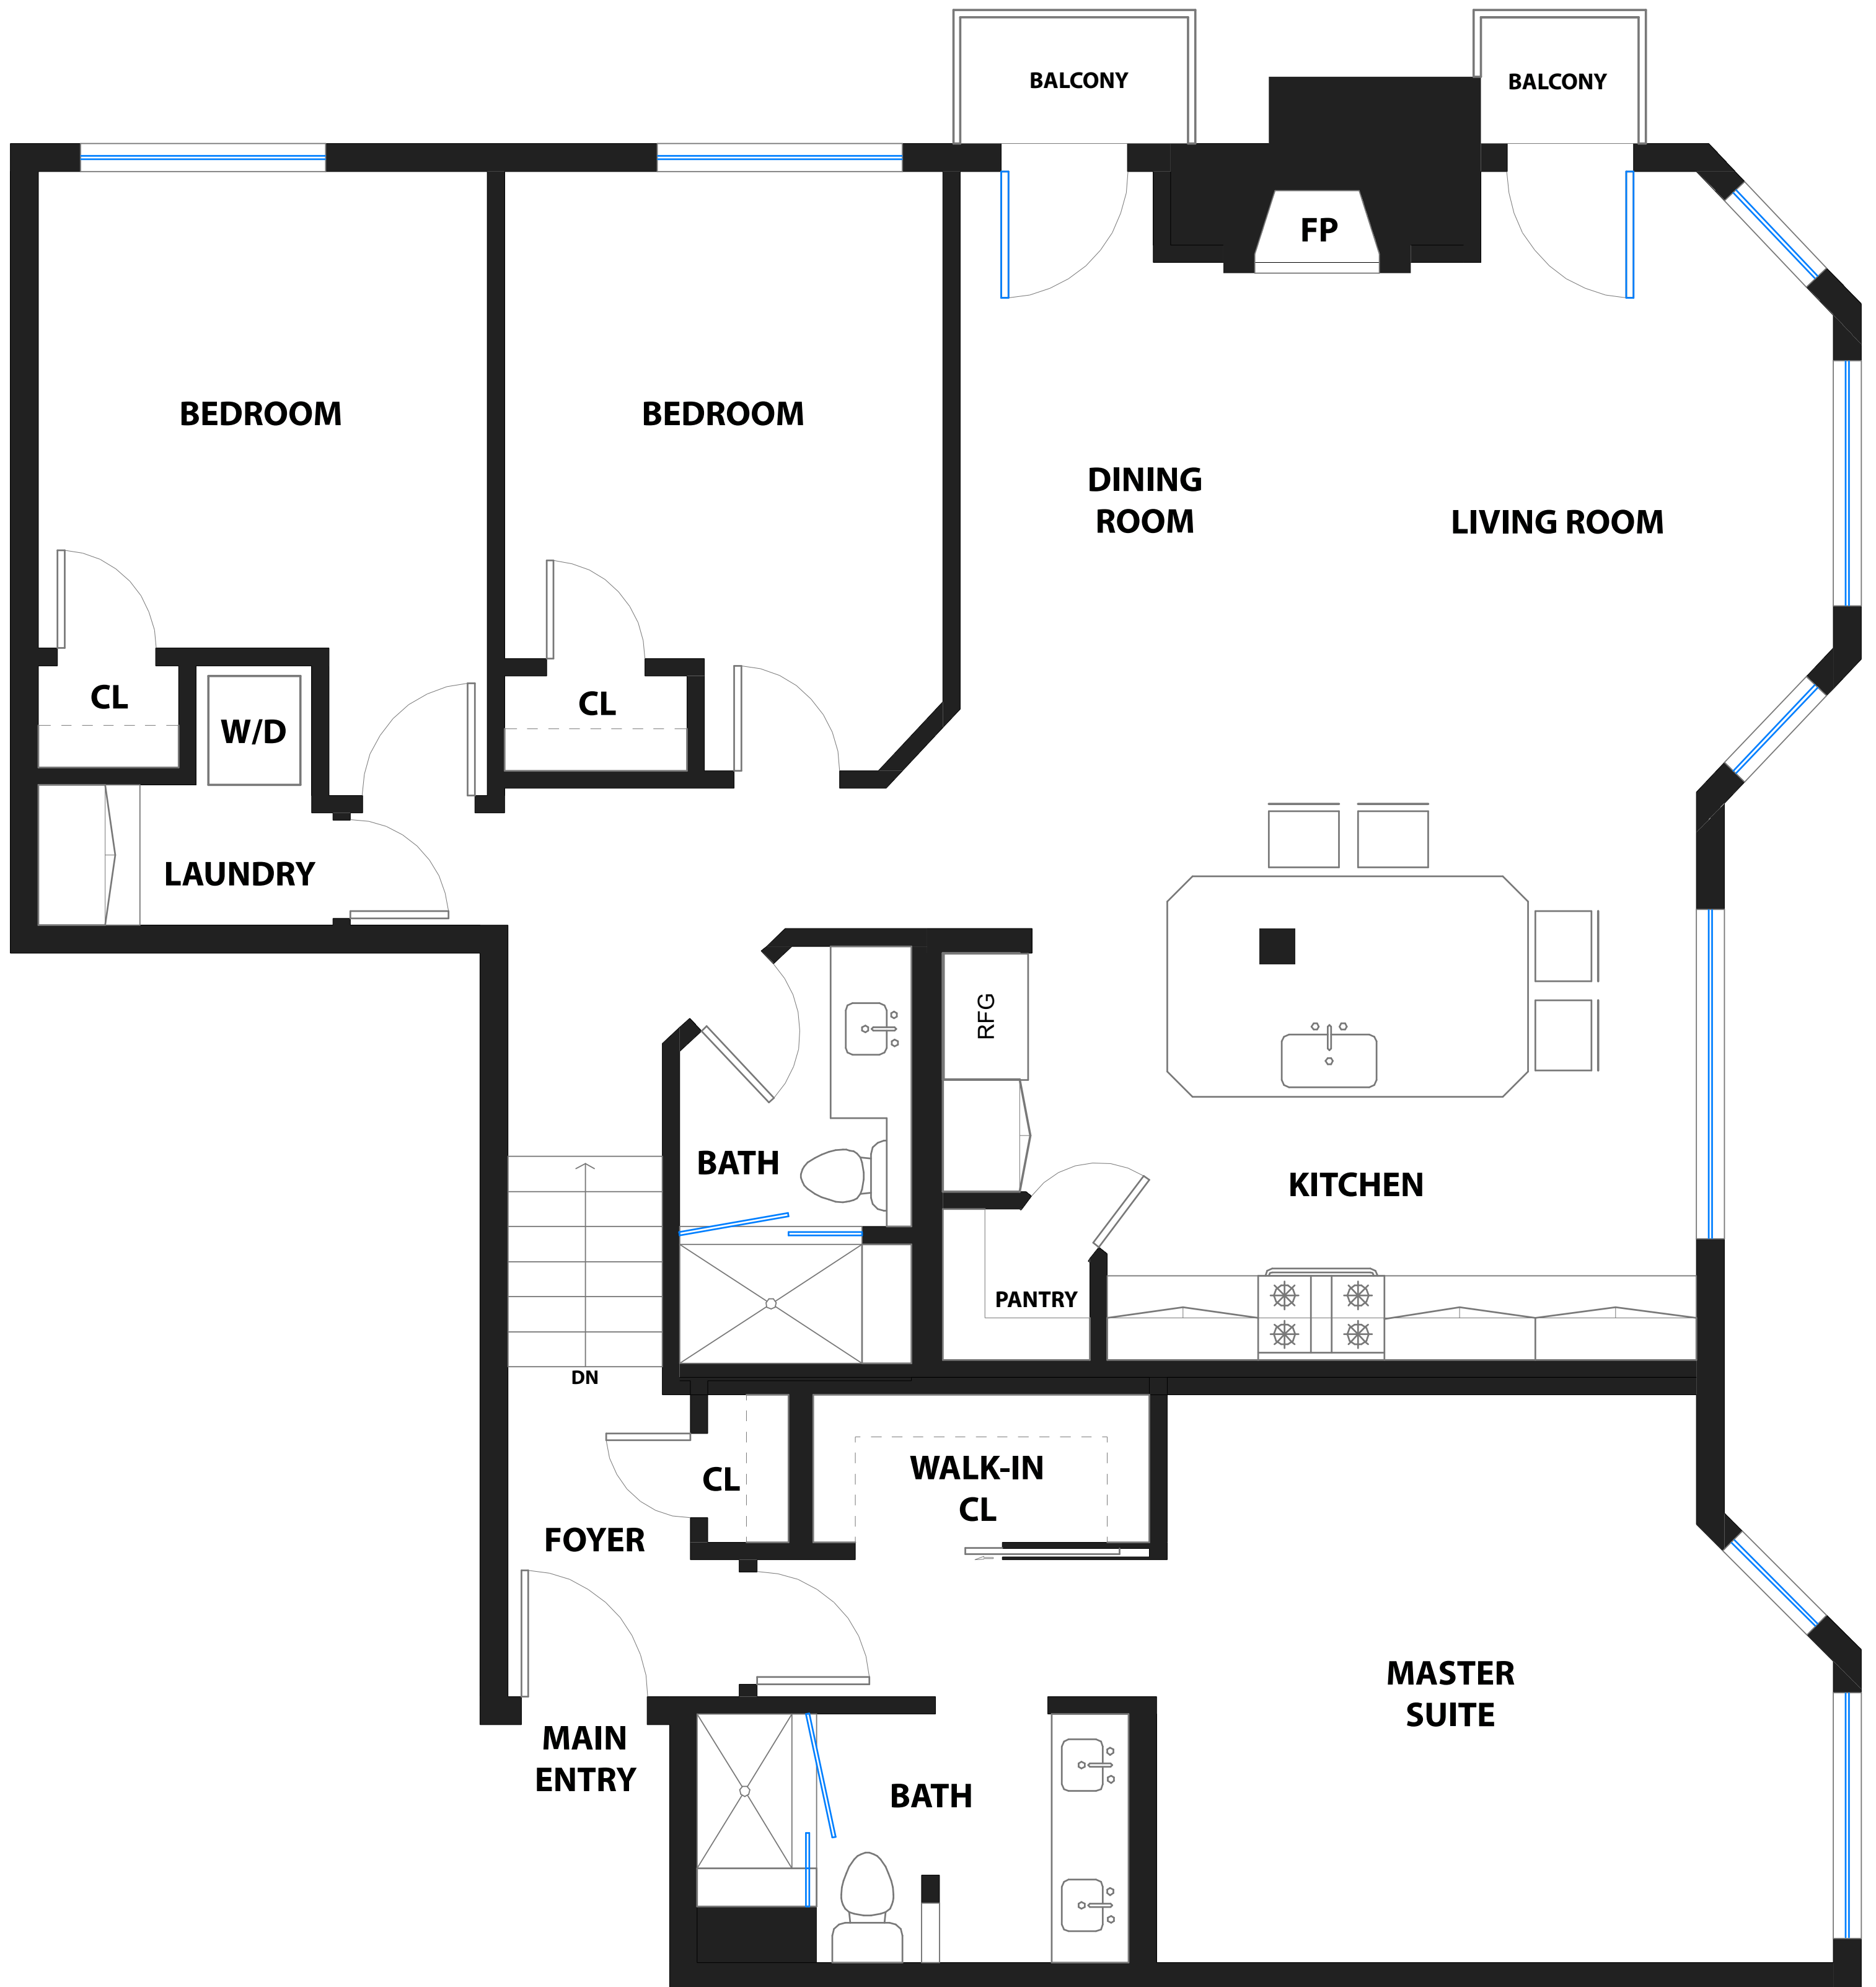 BALCONY
BALCONY
FP
BEDROOM
BEDROOM
DINING
ROOM
LIVING ROOM
CL
CL
W/D
LAUNDRY
RFG
BATH
KITCHEN
PANTRY
DN
WALK-IN
CL
CL
FOYER
MASTER
SUITE
MAIN
ENTRY
BATH